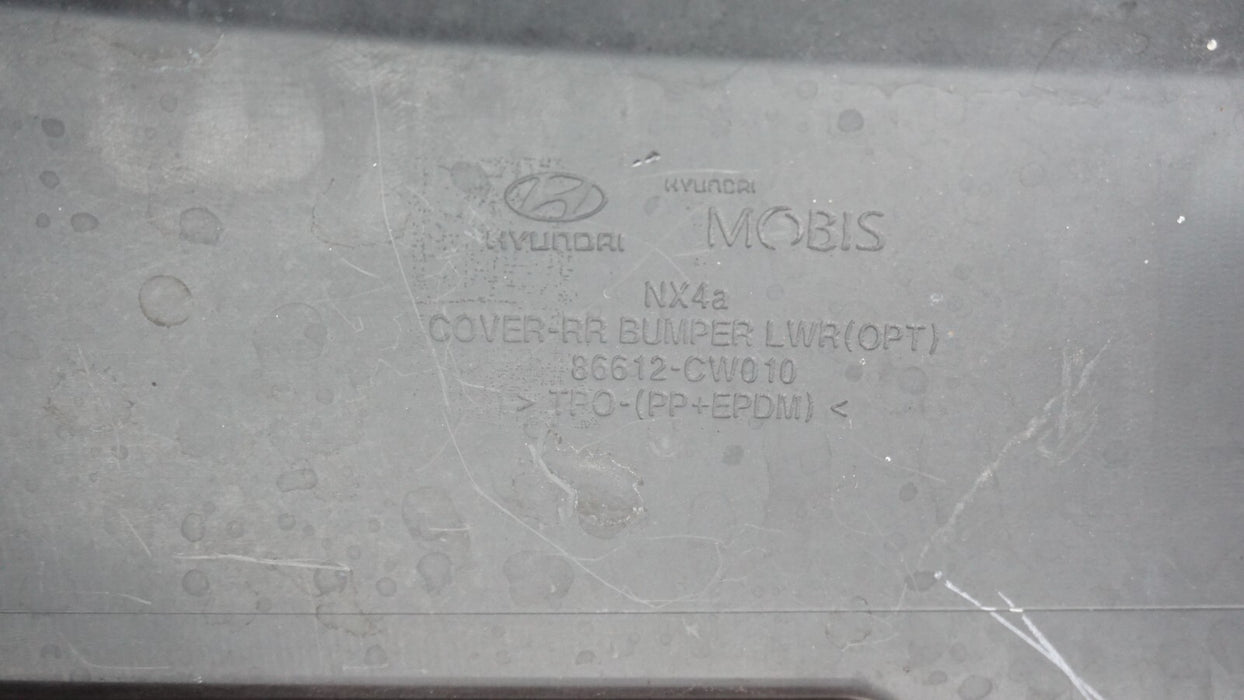 HYUNDAI
HYUNDAI
MOBIS
NX4a
COVER-RR BUMPER LWR(OPT)
86612-CW010
> TPO-(PP+EPDM) <